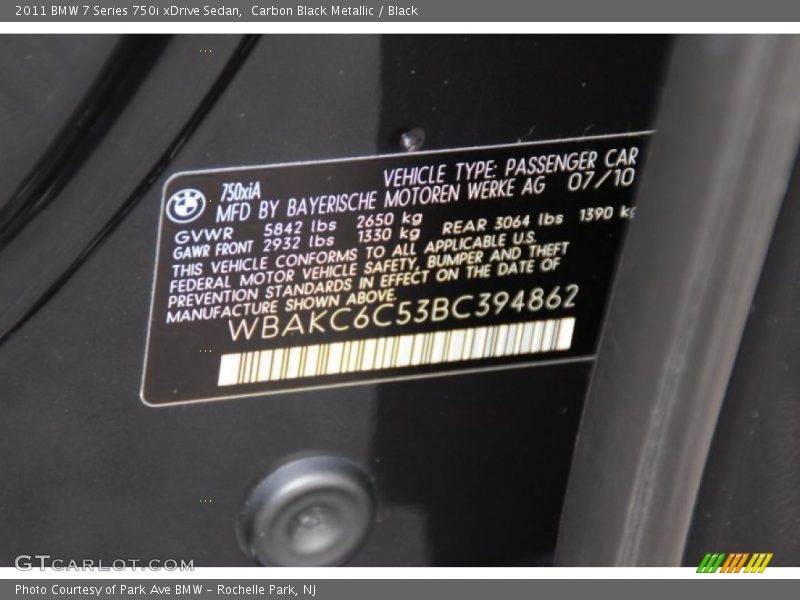 2011 BMW 7 Series 750i xDrive Sedan, Carbon Black Metallic / Black
750xiA VEHICLE TYPE: PASSENGER CAR
MFD BY BAYERISCHE MOTOREN WERKE AG 07/10
GVWR 5842 lbs 2650 kg
GAWR FRONT 2932 lbs 1330 kg REAR 3064 lbs 1390 kg
THIS VEHICLE CONFORMS TO ALL APPLICABLE U.S.
FEDERAL MOTOR VEHICLE SAFETY, BUMPER AND THEFT
PREVENTION STANDARDS IN EFFECT ON THE DATE OF
MANUFACTURE SHOWN ABOVE.
WBAKC6C53BC394862
GTCARLOT.COM
Photo Courtesy of Park Ave BMW - Rochelle Park, NJ